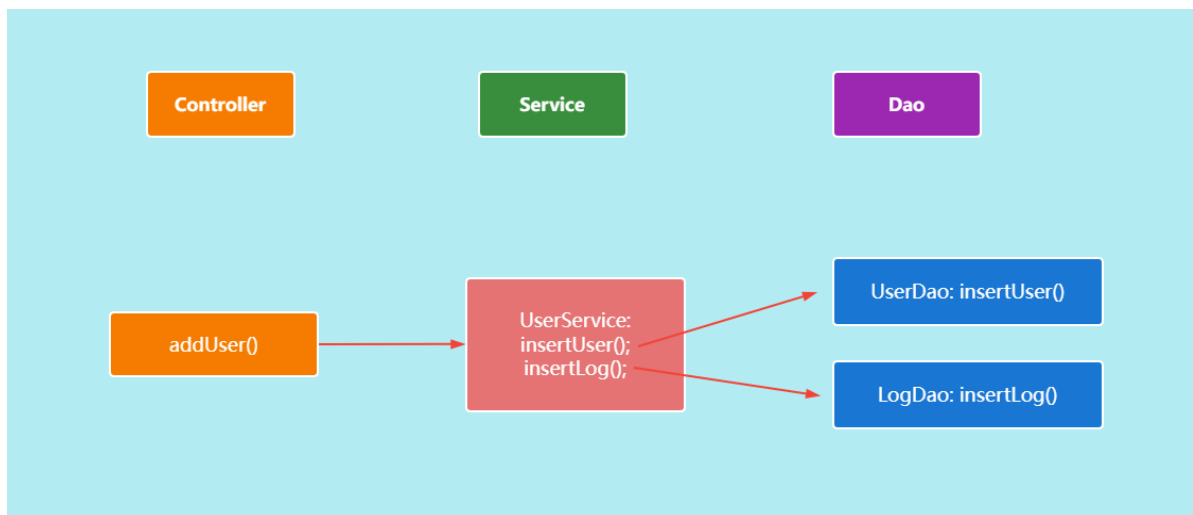 Controller
Service
Dao
addUser()
UserService:
insertUser();
insertLog();
UserDao: insertUser()
LogDao: insertLog()